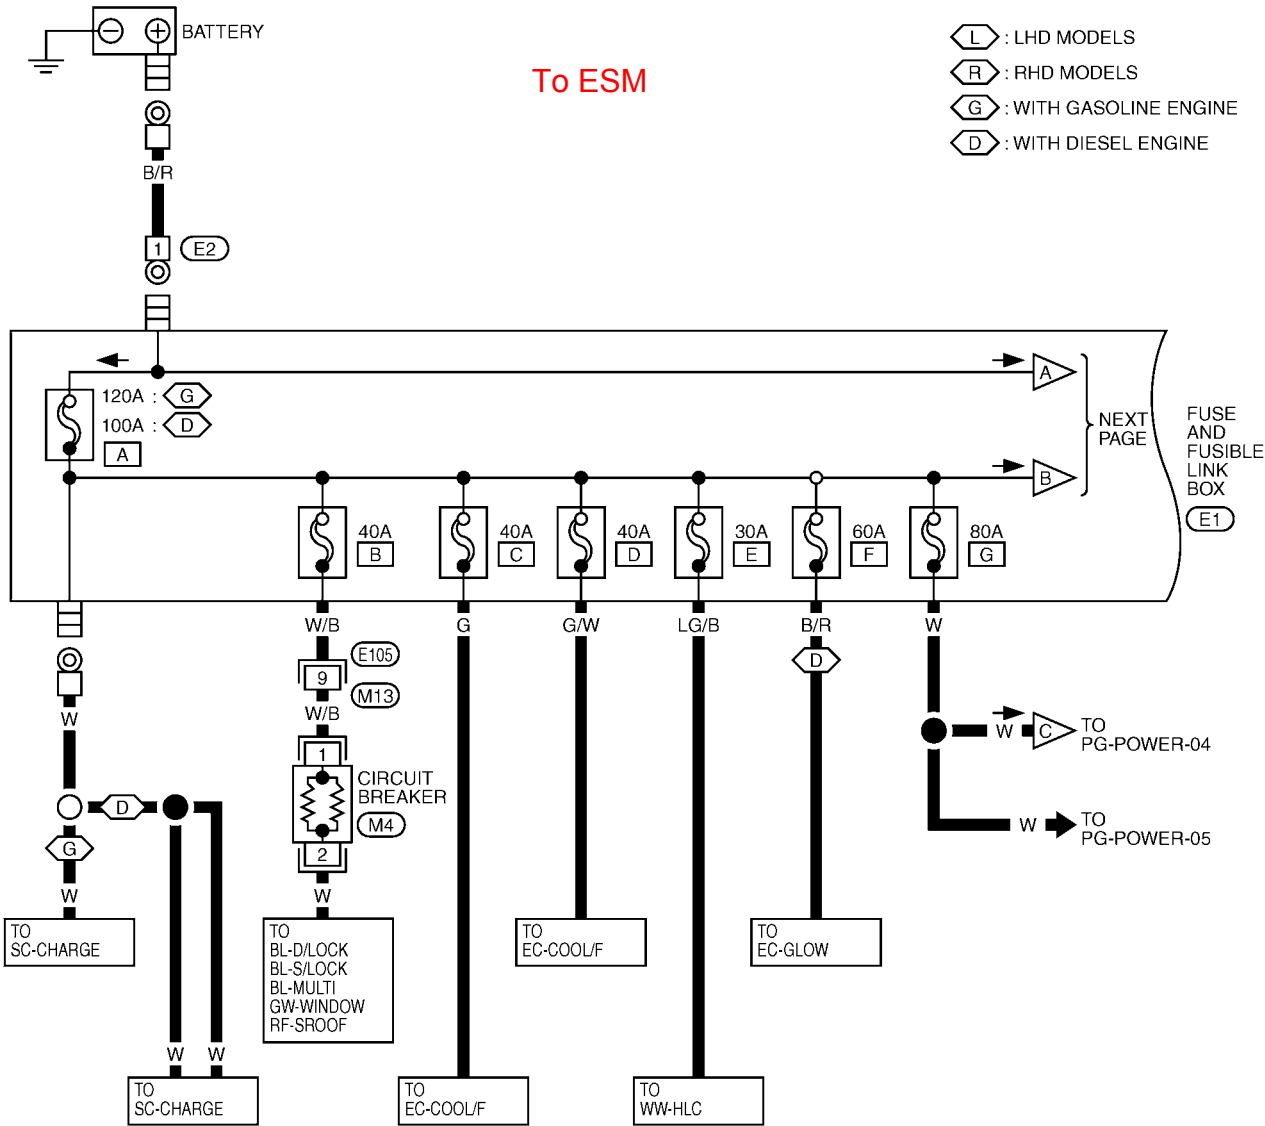 BATTERY
To ESM
L : LHD MODELS
R : RHD MODELS
G : WITH GASOLINE ENGINE
D : WITH DIESEL ENGINE
B/R
1 E2
A
120A : G
100A : D
A
NEXT
PAGE
FUSE
AND
FUSIBLE
LINK
BOX
E1
B
40A
B
40A
C
40A
D
30A
E
60A
F
80A
G
W/B
G
G/W
LG/B
B/R
W
E105
9
M13
D
W
W/B
W
C
TO
PG-POWER-04
1
CIRCUIT
BREAKER
M4
2
D
G
W
TO
PG-POWER-05
W
W
TO
SC-CHARGE
TO
BL-D/LOCK
BL-S/LOCK
BL-MULTI
GW-WINDOW
RF-SROOF
TO
EC-COOL/F
TO
EC-GLOW
W
W
TO
SC-CHARGE
TO
EC-COOL/F
TO
WW-HLC